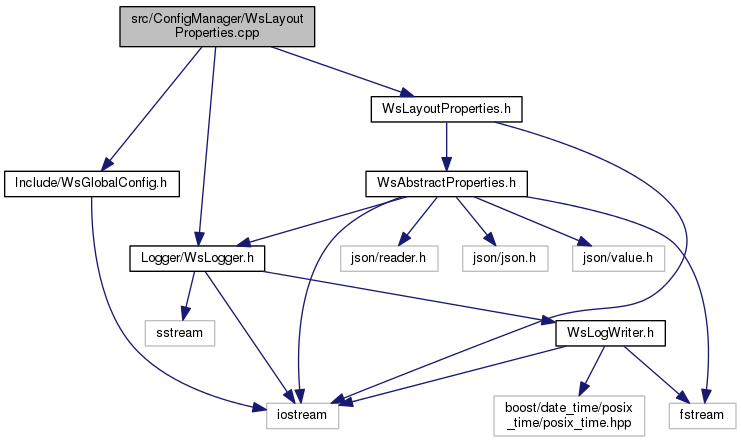 src/ConfigManager/WsLayout
Properties.cpp
WsLayoutProperties.h
Include/WsGlobalConfig.h
WsAbstractProperties.h
Logger/WsLogger.h
json/reader.h
json/json.h
json/value.h
sstream
WsLogWriter.h
iostream
boost/date_time/posix
_time/posix_time.hpp
fstream